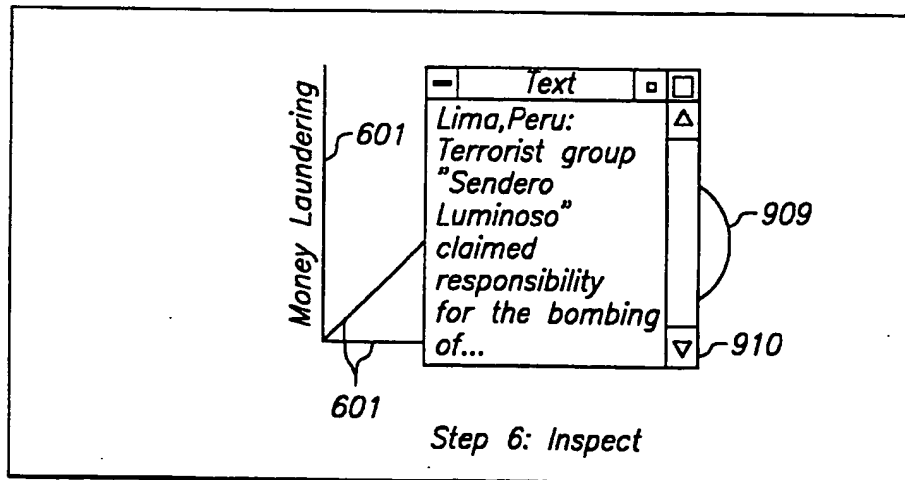 Money Laundering
601
Text
Lima,Peru:
Terrorist group
"Sendero
Luminoso"
claimed
responsibility
for the bombing
of...
909
910
601
Step 6: Inspect